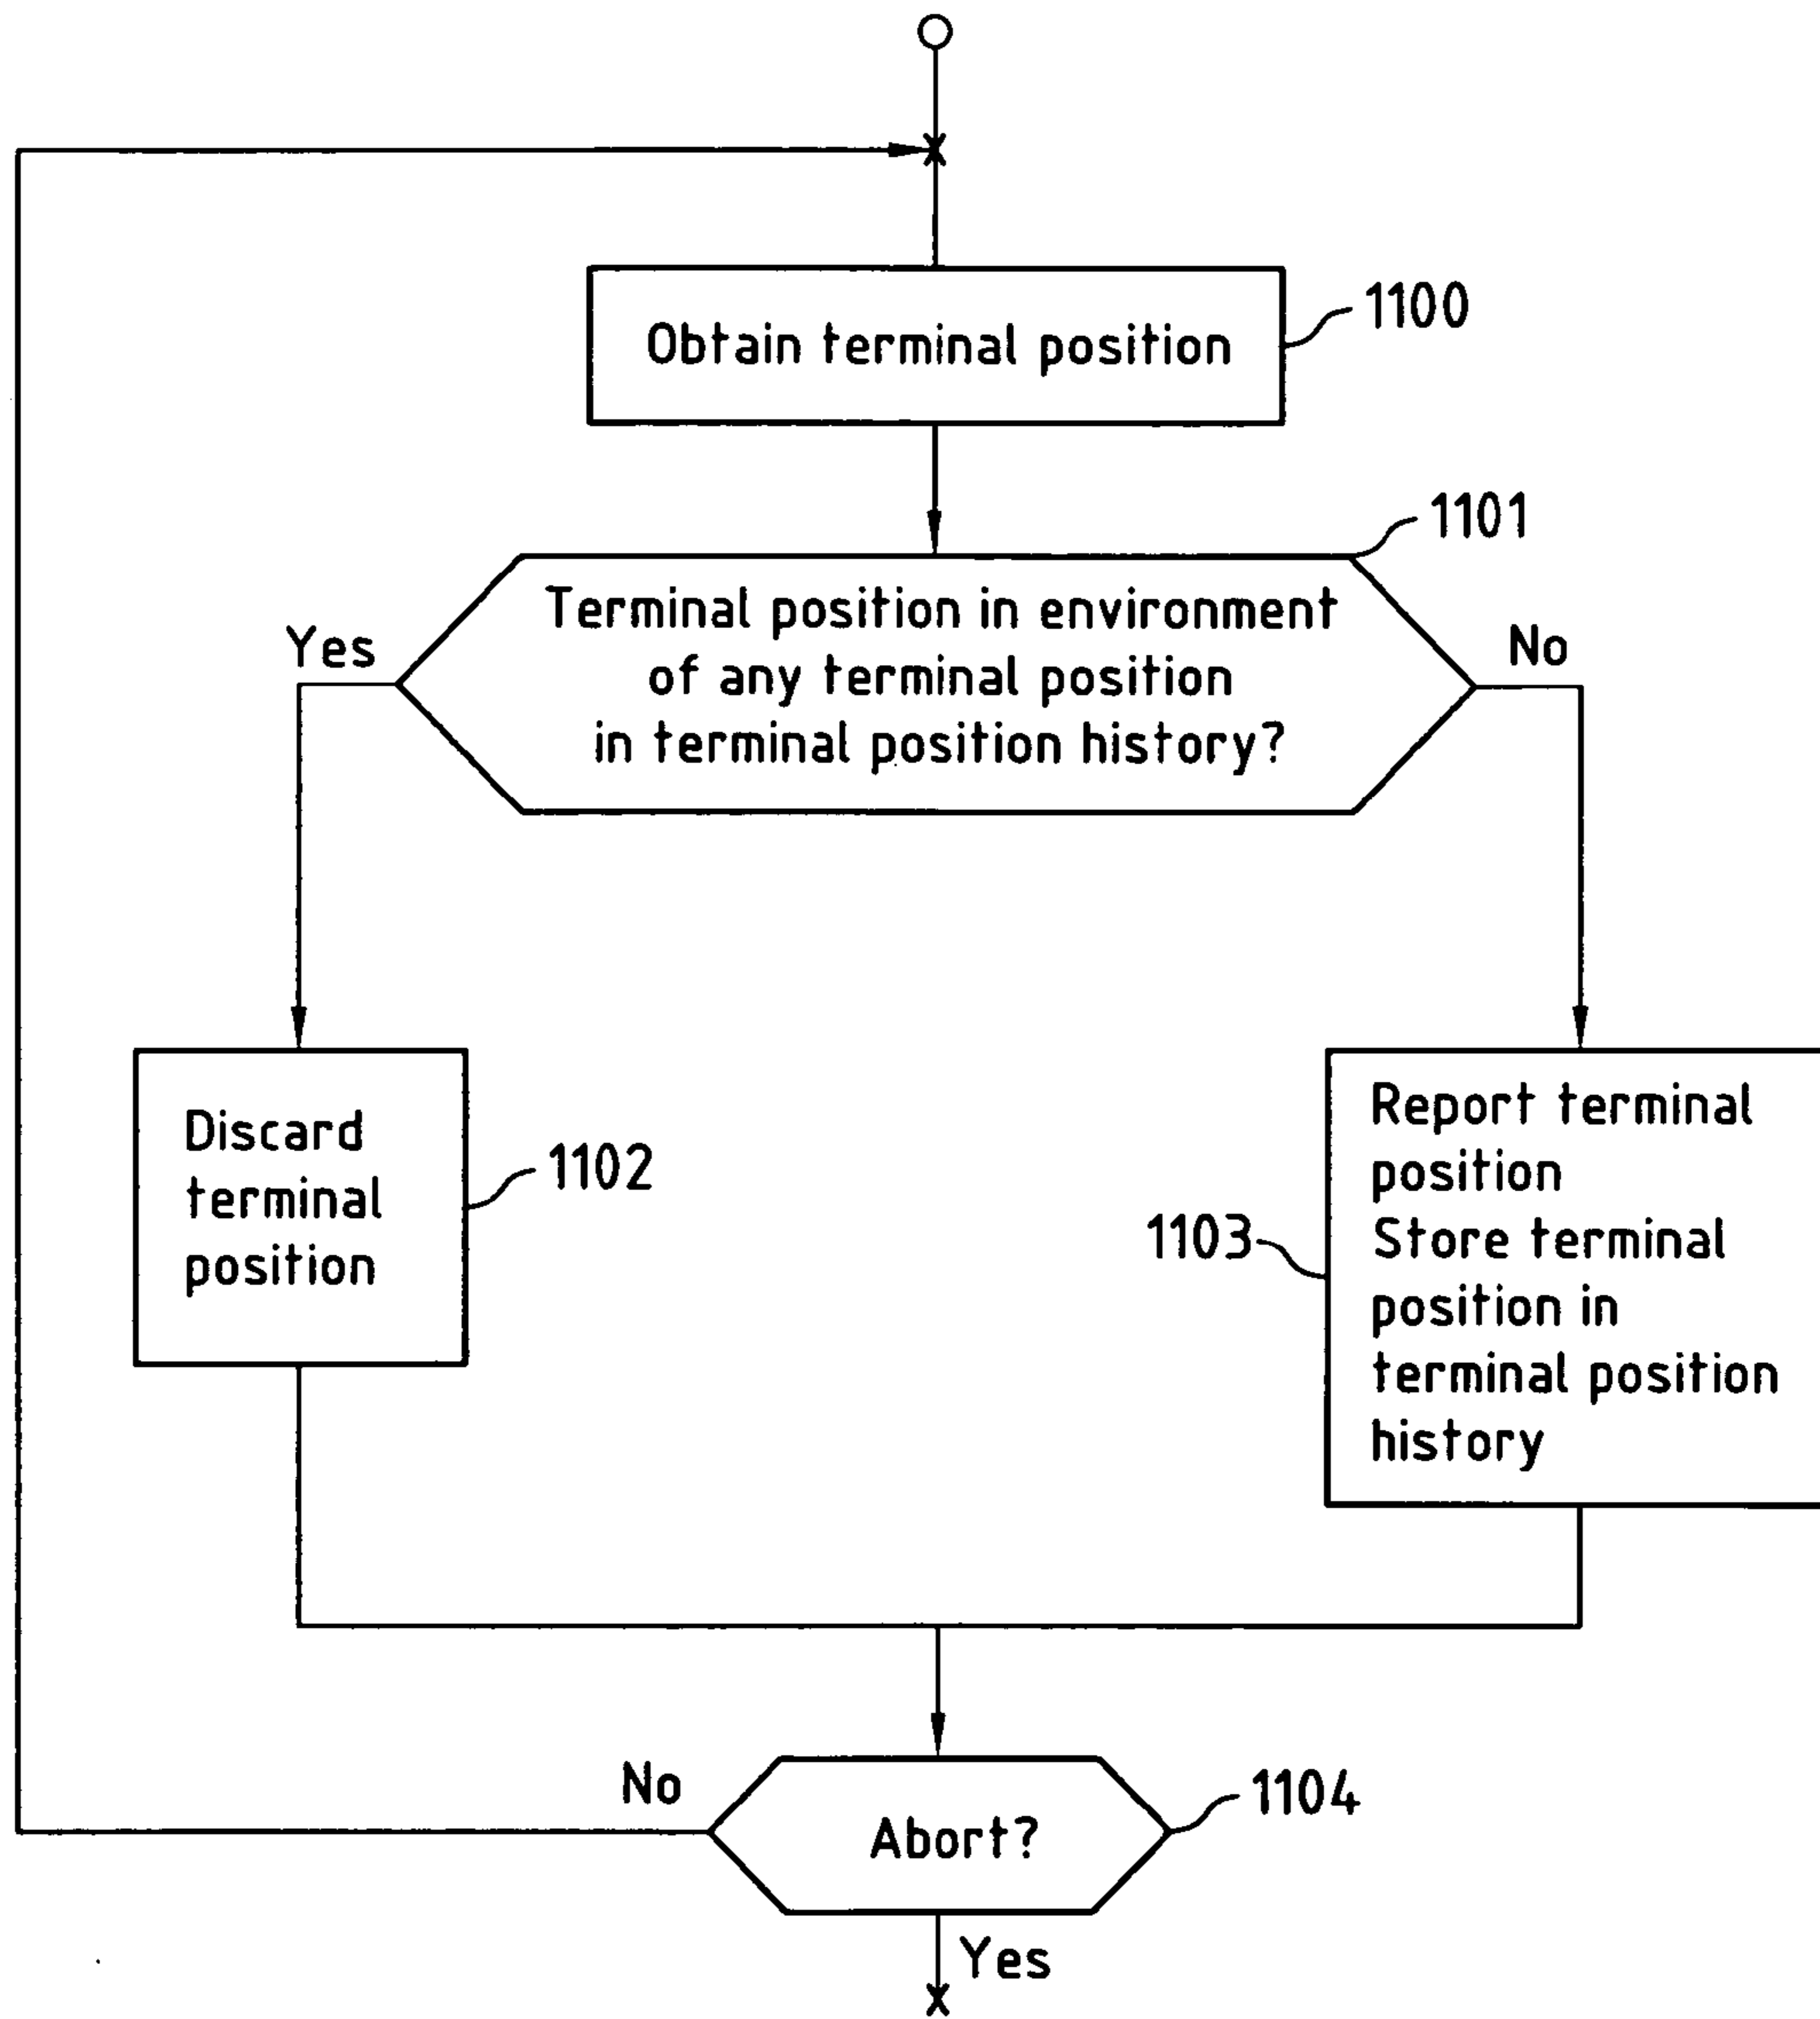 Obtain terminal position
1100
1101
Terminal position in environment
of any terminal position
in terminal position history?
Yes
No
Discard
terminal
position
1102
1103
Report terminal
position
Store terminal
position in
terminal position
history
No
Abort?
1104
Yes
x